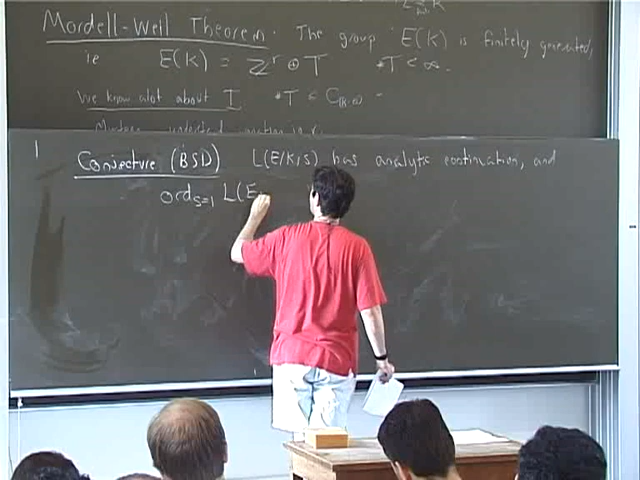 Mordell-Weil Theorem. The group E(K) is finitely generated,
ie E(K) = Z^r ⊕ T #T < ∞.
We know alot about T #T ≤ C
1 Conjecture (BSD) L(E/K,s) has analytic continuation, and
ord_{s=1} L(E